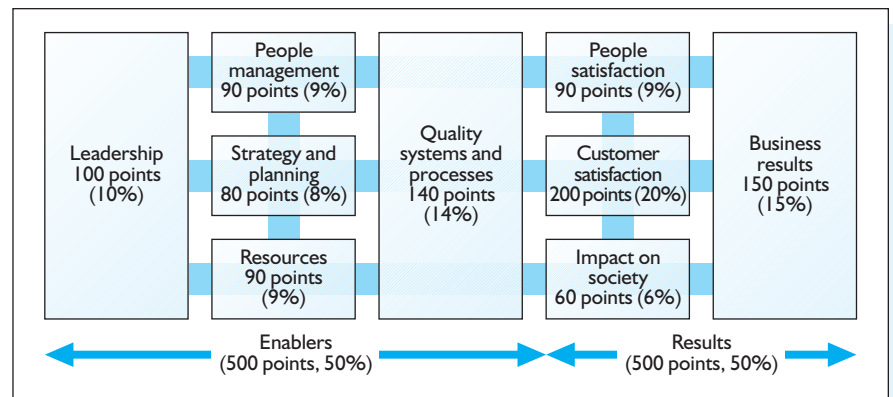 Leadership
100 points
(10%)
People
management
90 points (9%)
Strategy and
planning
80 points (8%)
Resources
90 points
(9%)
Quality
systems and
processes
140 points
(14%)
People
satisfaction
90 points (9%)
Customer
satisfaction
200 points (20%)
Impact on
society
60 points (6%)
Business
results
150 points
(15%)
Enablers
(500 points, 50%)
Results
(500 points, 50%)